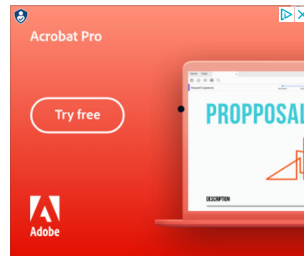 Acrobat Pro
Try free
PROPPOSAL
DESCRIPTION
Adobe